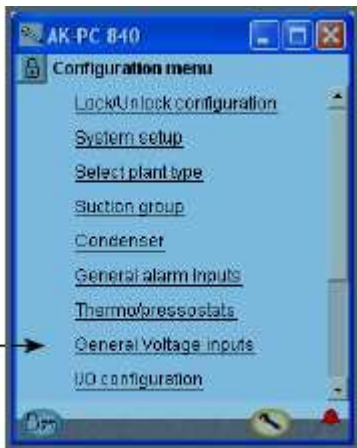 AK-PC 840
Configuration menu
Lock/Unlock configuration
System setup
Select plant type
Suction group
Condenser
General alarm inputs
Thermo/pressostats
General Voltage inputs
I/O configuration